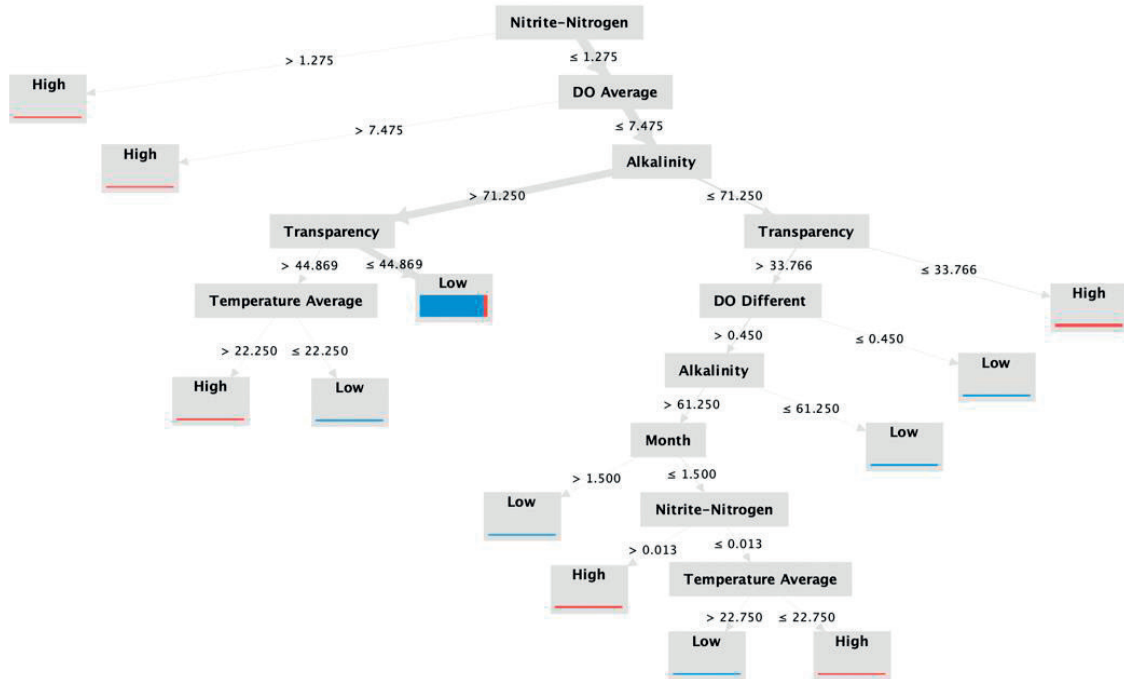 Nitrite-Nitrogen
> 1.275
≤ 1.275
High
DO Average
> 7.475
≤ 7.475
High
Alkalinity
> 71.250
≤ 71.250
Transparency
Transparency
> 44.869
≤ 44.869
> 33.766
≤ 33.766
Temperature Average
Low
DO Different
High
> 22.250
≤ 22.250
> 0.450
≤ 0.450
High
Low
Alkalinity
Low
> 61.250
≤ 61.250
Month
Low
> 1.500
≤ 1.500
Low
Nitrite-Nitrogen
> 0.013
≤ 0.013
High
Temperature Average
> 22.750
≤ 22.750
Low
High